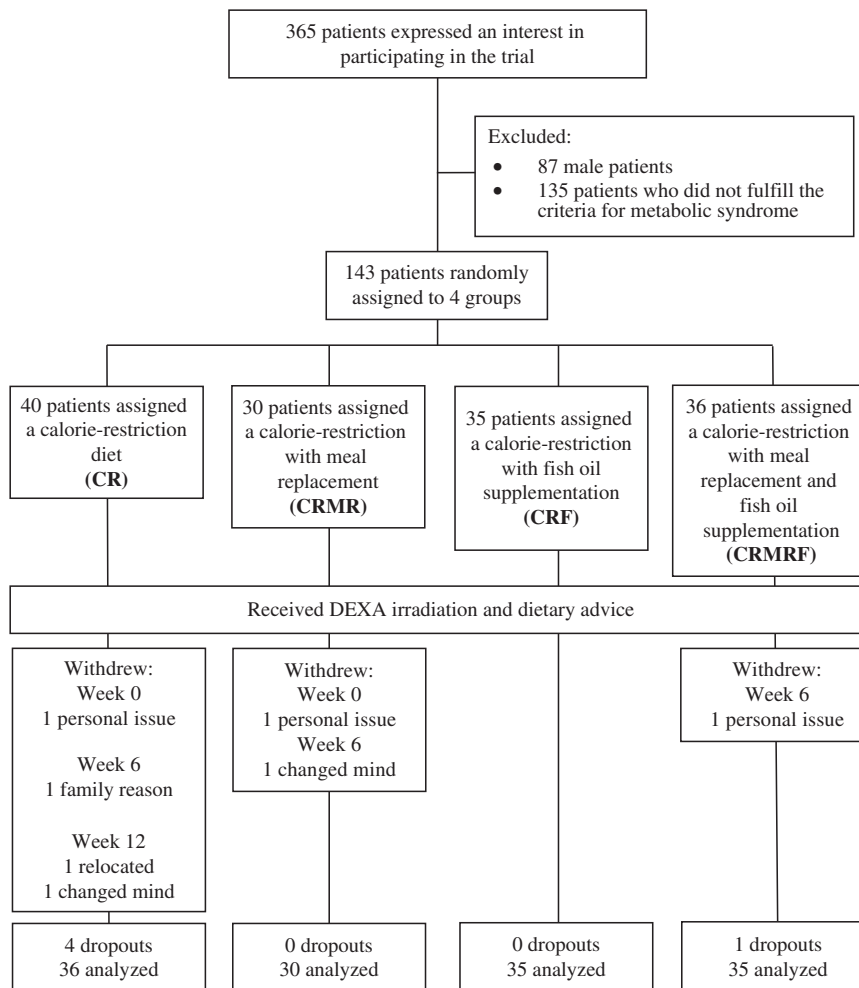 365 patients expressed an interest in
participating in the trial
Excluded:
• 87 male patients
• 135 patients who did not fulfill the
criteria for metabolic syndrome
143 patients randomly
assigned to 4 groups
40 patients assigned
a calorie-restriction
diet
(CR)
30 patients assigned
a calorie-restriction
with meal
replacement
(CRMR)
35 patients assigned
a calorie-restriction
with fish oil
supplementation
(CRF)
36 patients assigned
a calorie-restriction
with meal
replacement and
fish oil
supplementation
(CRMRF)
Received DEXA irradiation and dietary advice
Withdrew:
Week 0
1 personal issue
Week 6
1 family reason
Week 12
1 relocated
1 changed mind
Withdrew:
Week 0
1 personal issue
Week 6
1 changed mind
Withdrew:
Week 6
1 personal issue
4 dropouts
36 analyzed
0 dropouts
30 analyzed
0 dropouts
35 analyzed
1 dropouts
35 analyzed